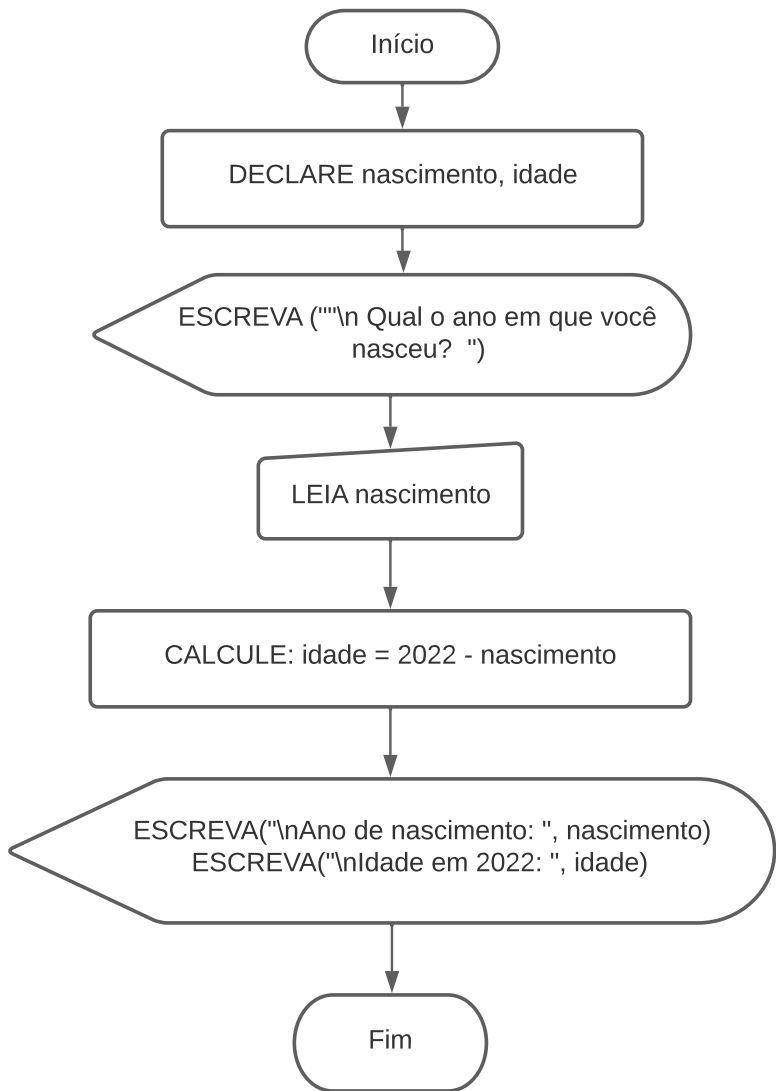 Início
DECLARE nascimento, idade
ESCREVA (""\n Qual o ano em que você
nasceu?  ")
LEIA nascimento
CALCULE: idade = 2022 - nascimento
ESCREVA("\nAno de nascimento: ", nascimento)
ESCREVA("\nIdade em 2022: ", idade)
Fim